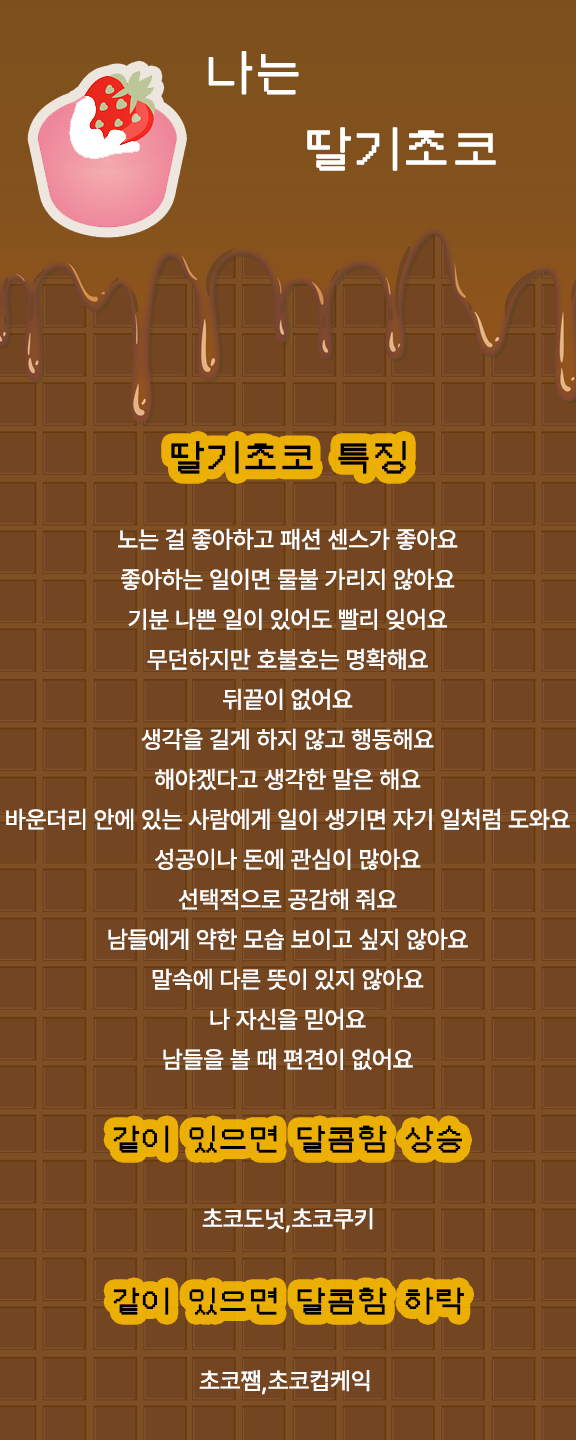 나는
딸기초코
딸기초코 특징
노는 걸 좋아하고 패션 센스가 좋아요
좋아하는 일이면 물불 가리지 않아요
기분 나쁜 일이 있어도 빨리 잊어요
무던하지만 호불호는 명확해요
뒤끝이 없어요
생각을 길게 하지 않고 행동해요
해야겠다고 생각한 말은 해요
바운더리 안에 있는 사람에게 일이 생기면 자기 일처럼 도와요
성공이나 돈에 관심이 많아요
선택적으로 공감해 줘요
남들에게 약한 모습 보이고 싶지 않아요
말속에 다른 뜻이 있지 않아요
나 자신을 믿어요
남들을 볼 때 편견이 없어요
같이 있으면 달콤함 상승
초코도넛,초코쿠키
같이 있으면 달콤함 하락
초코쨈,초코컵케익